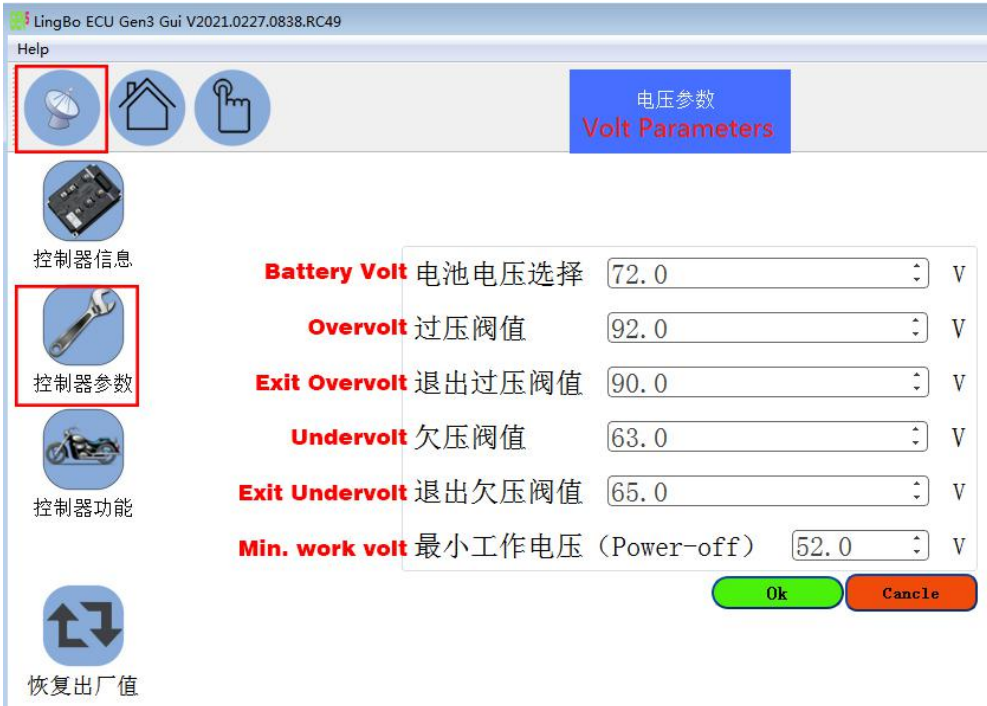 LingBo ECU Gen3 Gui V2021.0227.0838.RC49
Help
电压参数
Volt Parameters
控制器信息
控制器参数
控制器功能
恢复出厂值
Battery Volt 电池电压选择 72.0 V
Overvolt 过压阀值 92.0 V
Exit Overvolt 退出过压阀值 90.0 V
Undervolt 欠压阀值 63.0 V
Exit Undervolt 退出欠压阀值 65.0 V
Min. work volt 最小工作电压（Power-off） 52.0 V
Ok Cancle